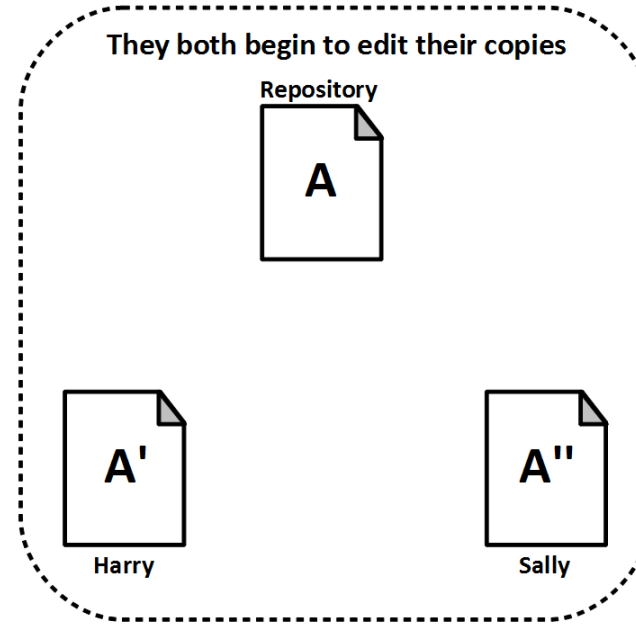 They both begin to edit their copies
Repository
A
A'
A''
Harry
Sally